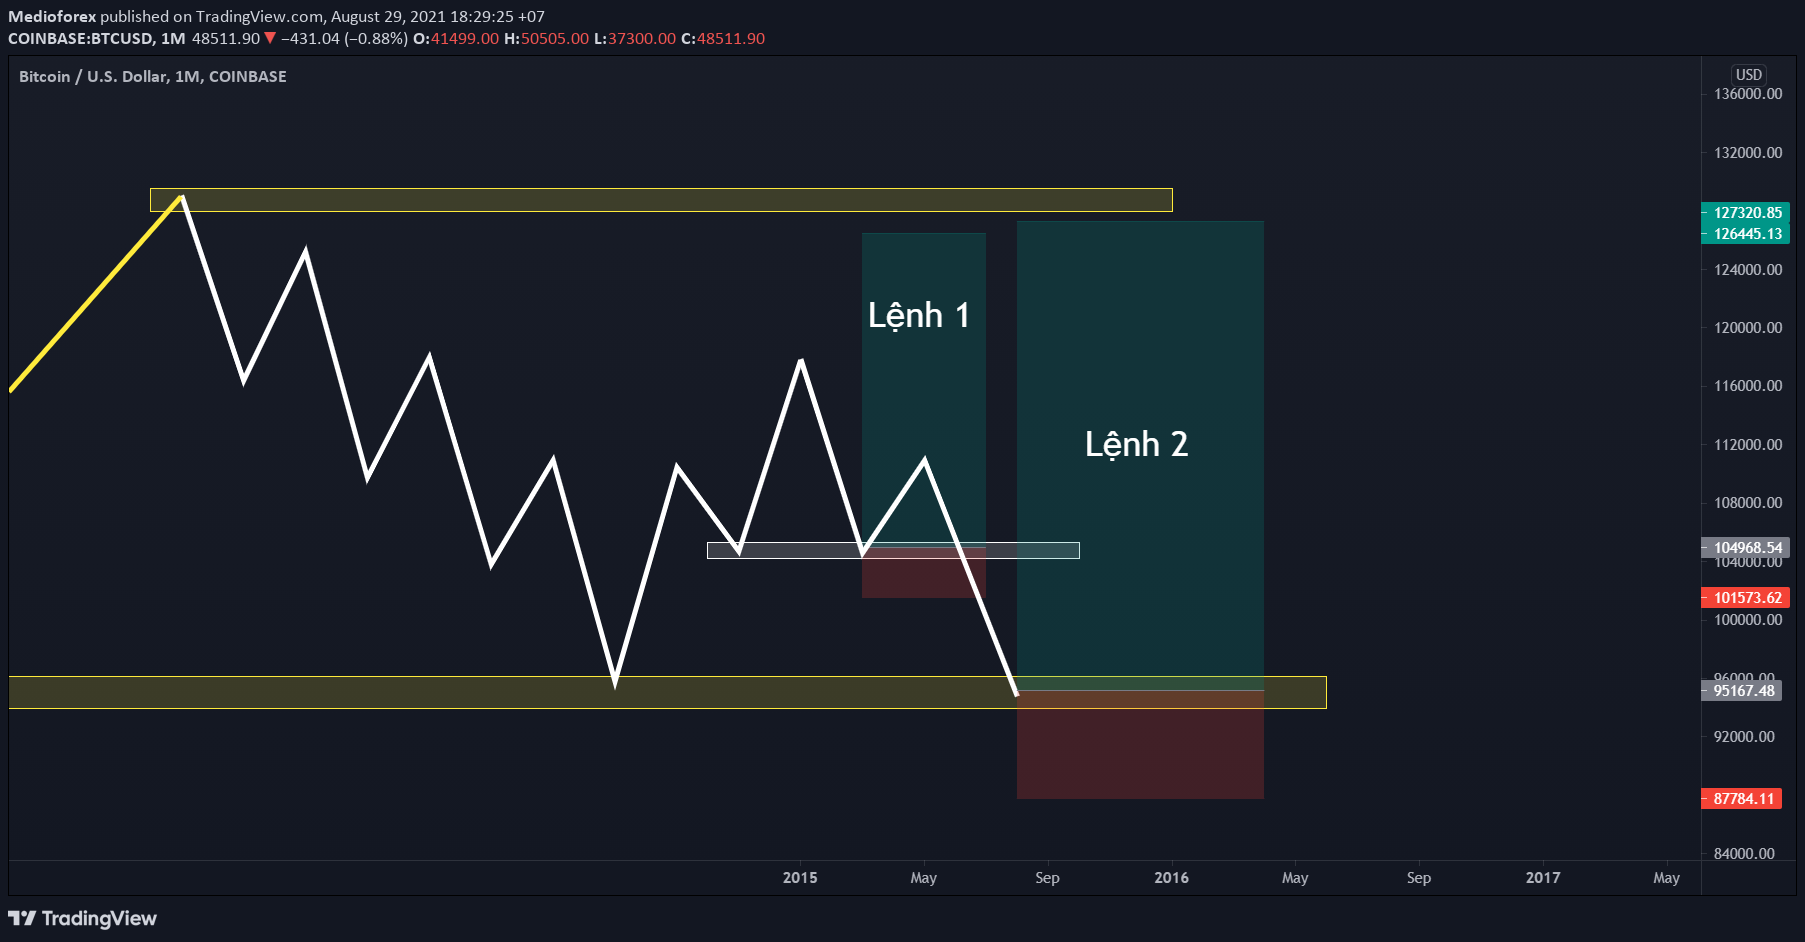 Medioforex published on TradingView.com, August 29, 2021 18:29:25 +07
COINBASE:BTCUSD, 1M 48511.90 ▼ −431.04 (−0.88%) O:41499.00 H:50505.00 L:37300.00 C:48511.90
Bitcoin / U.S. Dollar, 1M, COINBASE
USD
136000.00
132000.00
127320.85
126445.13
124000.00
120000.00
116000.00
112000.00
108000.00
104968.54
104000.00
101573.62
100000.00
96000.00
95167.48
92000.00
87784.11
84000.00
Lệnh 1
Lệnh 2
2015 May Sep 2016 May Sep 2017 May
TradingView